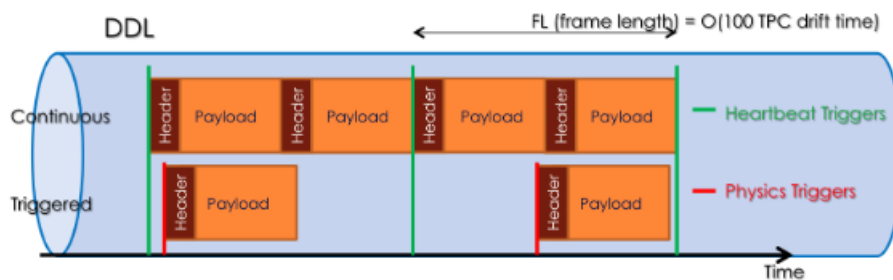 DDL
FL (frame length) = O(100 TPC drift time)
Continuous
Header
Payload
Header
Payload
Header
Payload
Header
Payload
Heartbeat Triggers
Triggered
Header
Payload
Header
Payload
Physics Triggers
Time